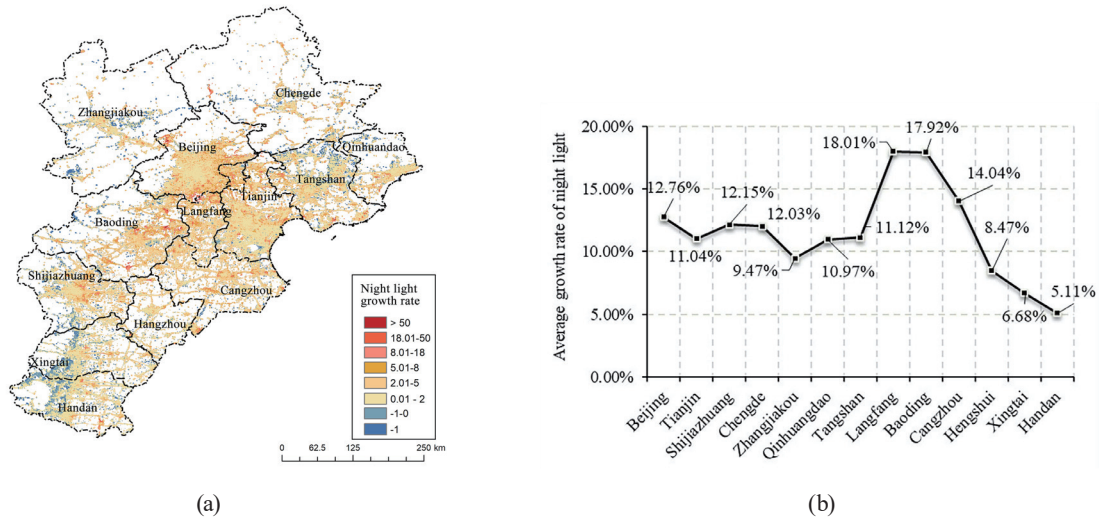 Chengde
Zhangjiakou
Beijing
Qinhuangdao
Tangshan
Tianjin
Langfang
Baoding
Shijiazhuang
Cangzhou
Hangzhou
Xingtai
Handan
Night light
growth rate
> 50
18.01-50
8.01-18
5.01-8
2.01-5
0.01 - 2
-1-0
-1
0 62.5 125 250 km
(a)
Average growth rate of night light
20.00%
15.00%
10.00%
5.00%
0.00%
12.76%
11.04%
12.15%
12.03%
9.47%
10.97%
11.12%
18.01%
17.92%
14.04%
8.47%
6.68%
5.11%
Beijing
Tianjin
Shijiazhuang
Chengde
Zhangjiakou
Qinhuangdao
Tangshan
Langfang
Baoding
Cangzhou
Hengshui
Xingtai
Handan
(b)